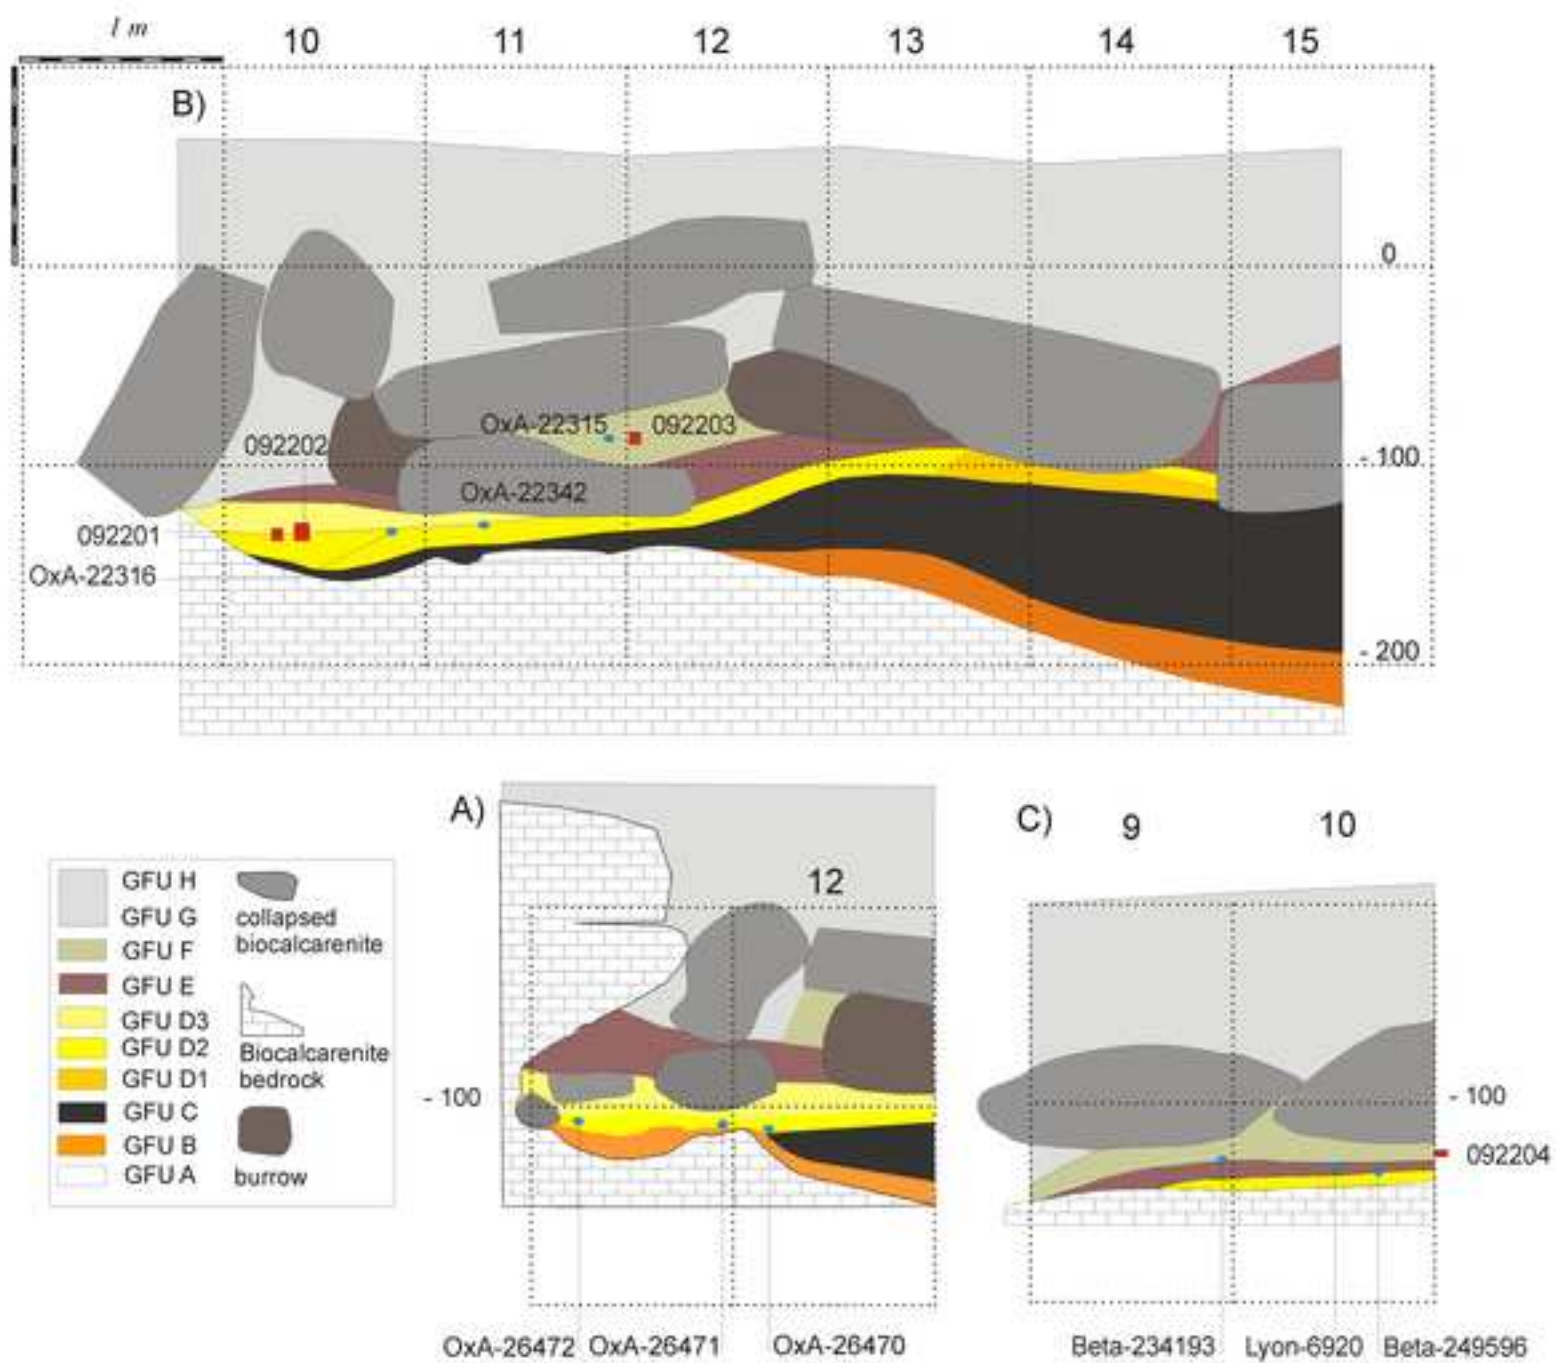 1 m
10 11 12 13 14 15
B)
0
OxA-22315 092203
092202
- 100
OxA-22342
092201
OxA-22316
- 200
A)
12
- 100
C)
9 10
- 100
092204
GFU H
GFU G
GFU F
GFU E
GFU D3
GFU D2
GFU D1
GFU C
GFU B
GFU A
collapsed
biocalcarenite
Biocalcarenite
bedrock
burrow
OxA-26472 OxA-26471 OxA-26470
Beta-234193 Lyon-6920 Beta-249596